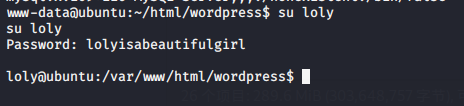 www-data@ubuntu:~/html/wordpress$ su loly
su loly
Password: lolyisabeautifulgirl
loly@ubuntu:/var/www/html/wordpress$